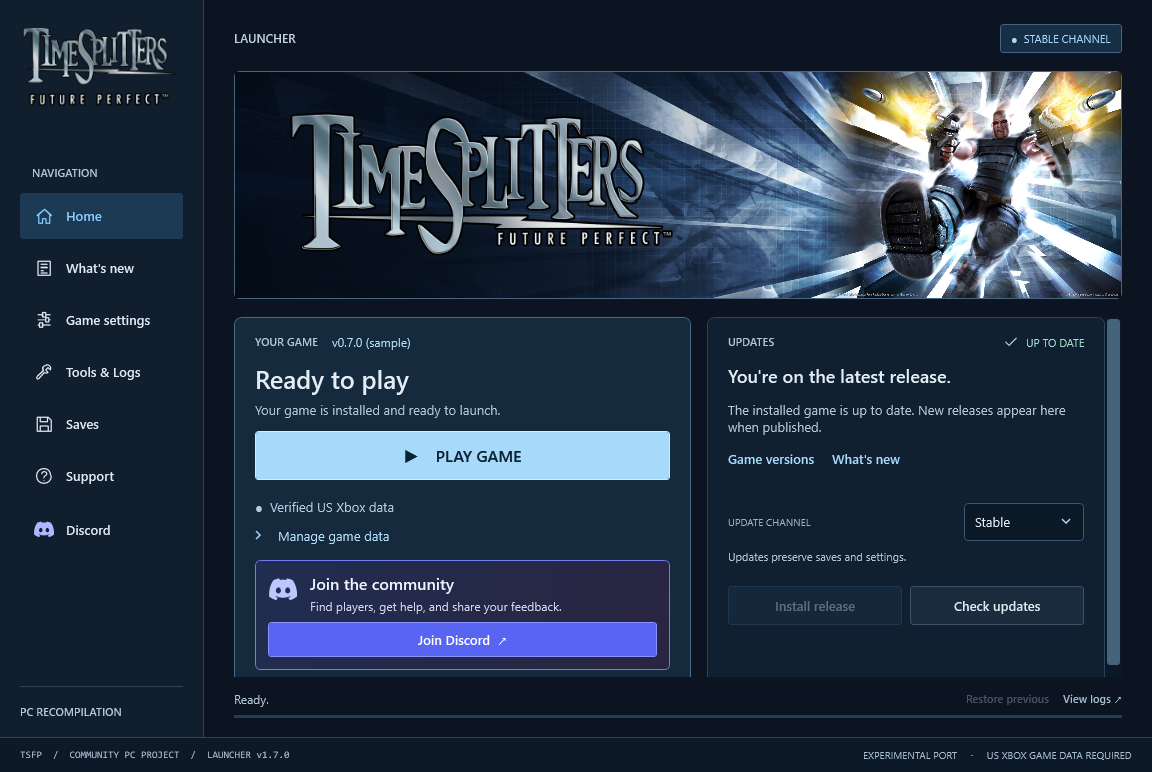 TIMESPLITTERS
FUTURE PERFECT™
NAVIGATION
Home
What's new
Game settings
Tools & Logs
Saves
Support
Discord
PC RECOMPILATION
LAUNCHER
● STABLE CHANNEL
TIMESPLITTERS
FUTURE PERFECT™
YOUR GAME v0.7.0 (sample)
Ready to play
Your game is installed and ready to launch.
PLAY GAME
● Verified US Xbox data
Manage game data
Join the community
Find players, get help, and share your feedback.
Join Discord ↗
UPDATES
UP TO DATE
You're on the latest release.
The installed game is up to date. New releases appear here
when published.
Game versions What's new
UPDATE CHANNEL
Stable
Updates preserve saves and settings.
Install release
Check updates
Ready.
Restore previous View logs ↗
TSFP / COMMUNITY PC PROJECT / LAUNCHER v1.7.0
EXPERIMENTAL PORT · US XBOX GAME DATA REQUIRED